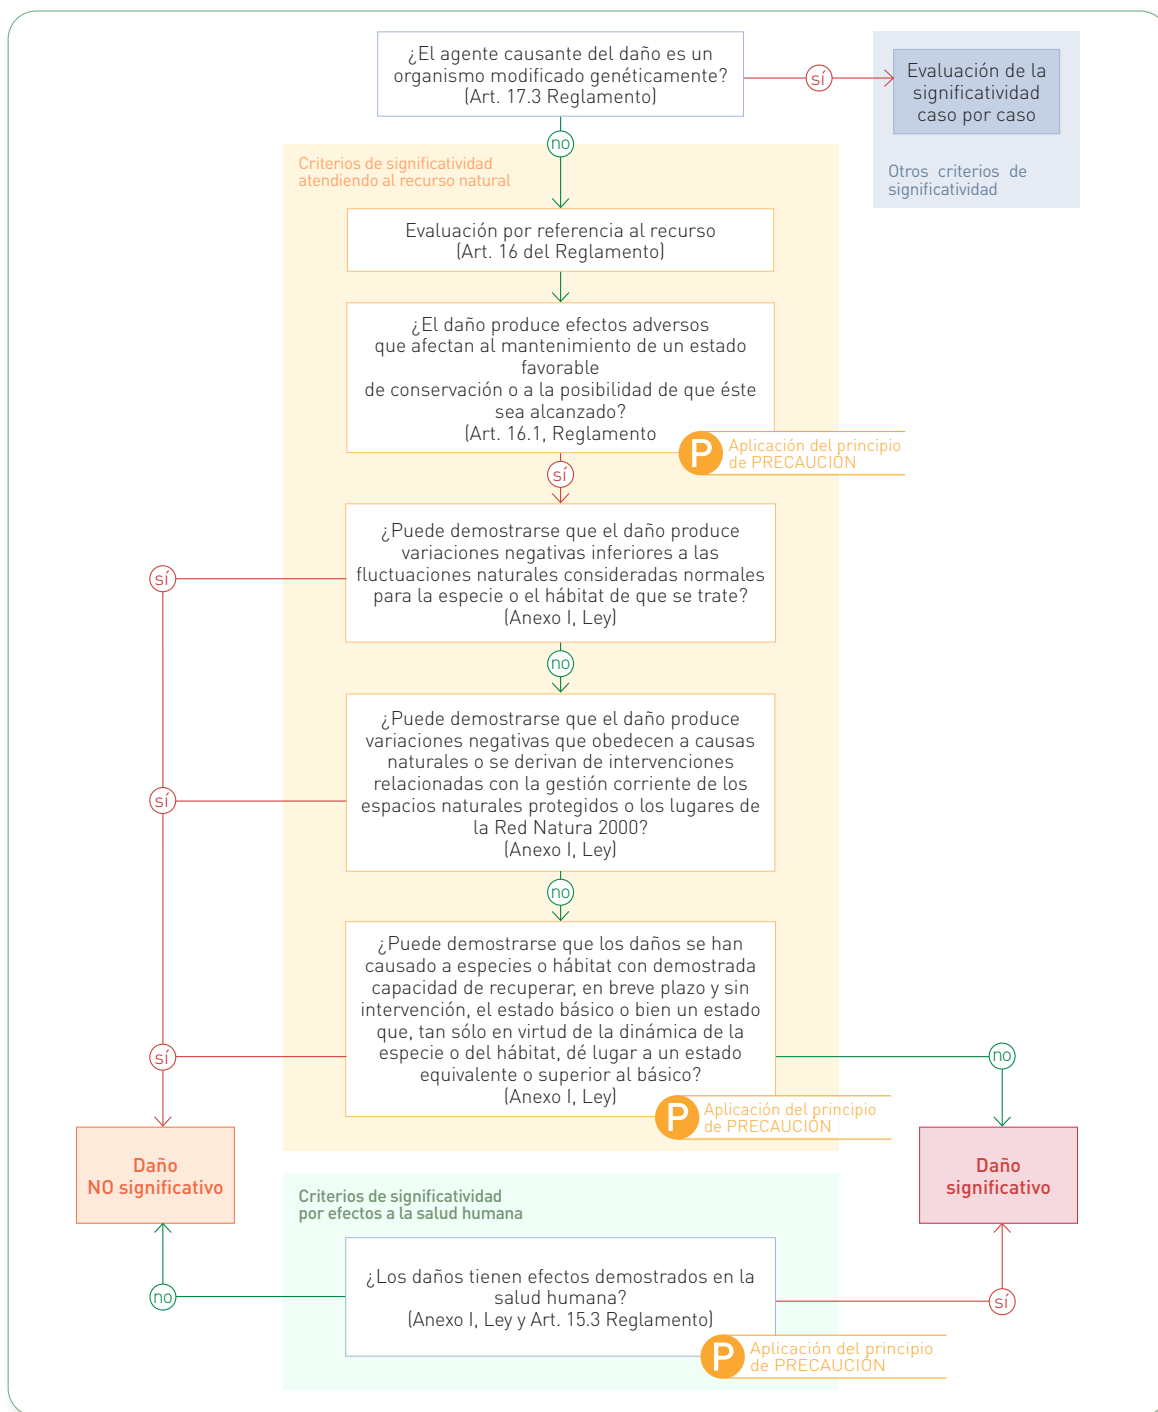 ¿El agente causante del daño es un
organismo modificado genéticamente?
(Art. 17.3 Reglamento)
sí
Evaluación de la
significatividad
caso por caso
Otros criterios de
significatividad
no
Criterios de significatividad
atendiendo al recurso natural
Evaluación por referencia al recurso
(Art. 16 del Reglamento)
¿El daño produce efectos adversos
que afectan al mantenimiento de un estado
favorable
de conservación o a la posibilidad de que éste
sea alcanzado?
(Art. 16.1, Reglamento
P
Aplicación del principio
de PRECAUCIÓN
sí
¿Puede demostrarse que el daño produce
variaciones negativas inferiores a las
fluctuaciones naturales consideradas normales
para la especie o el hábitat de que se trate?
(Anexo I, Ley)
sí
no
¿Puede demostrarse que el daño produce
variaciones negativas que obedecen a causas
naturales o se derivan de intervenciones
relacionadas con la gestión corriente de los
espacios naturales protegidos o los lugares de
la Red Natura 2000?
(Anexo I, Ley)
sí
no
¿Puede demostrarse que los daños se han
causado a especies o hábitat con demostrada
capacidad de recuperar, en breve plazo y sin
intervención, el estado básico o bien un estado
que, tan sólo en virtud de la dinámica de la
especie o del hábitat, dé lugar a un estado
equivalente o superior al básico?
(Anexo I, Ley)
sí
no
P
Aplicación del principio
de PRECAUCIÓN
Daño
NO significativo
Daño
significativo
Criterios de significatividad
por efectos a la salud humana
¿Los daños tienen efectos demostrados en la
salud humana?
(Anexo I, Ley y Art. 15.3 Reglamento)
no
sí
P
Aplicación del principio
de PRECAUCIÓN